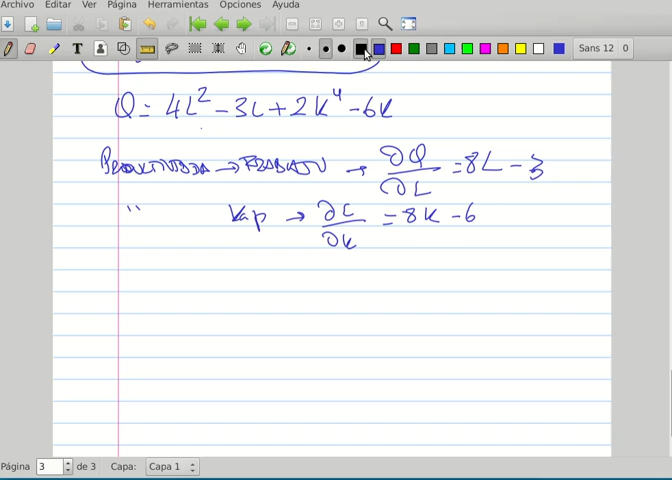 Archivo Editar Ver Página Herramientas Opciones Ayuda
Sans 12 0
Q = 4L² - 3L + 2K⁴ - 6K
→ TRABAJO → ∂Q/∂L = 8L - 3
" Kap → ∂C/∂K = 8K - 6
Página 3 de 3 Capa: Capa 1